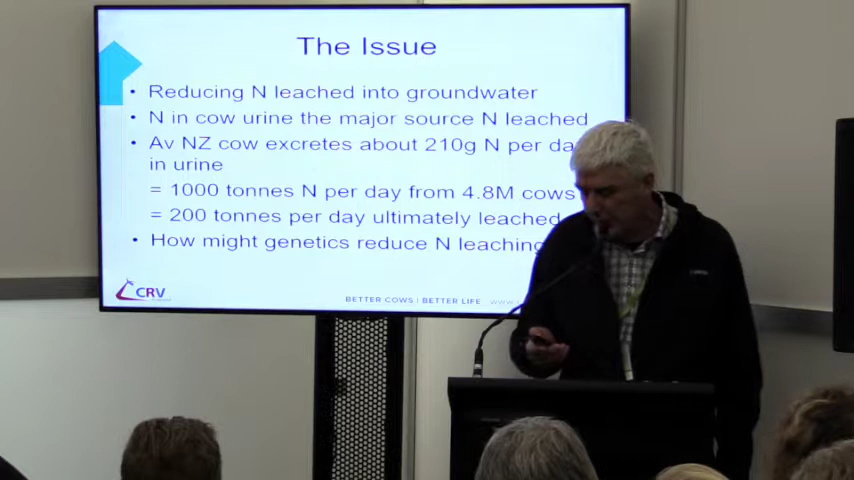 The Issue
• Reducing N leached into groundwater
• N in cow urine the major source N leached
• Av NZ cow excretes about 210g N per
in urine
= 1000 tonnes N per day from 4.8M cows
= 200 tonnes per day ultimately leached
• How might genetics reduce N leaching
CRV
BETTER COWS | BETTER LIFE